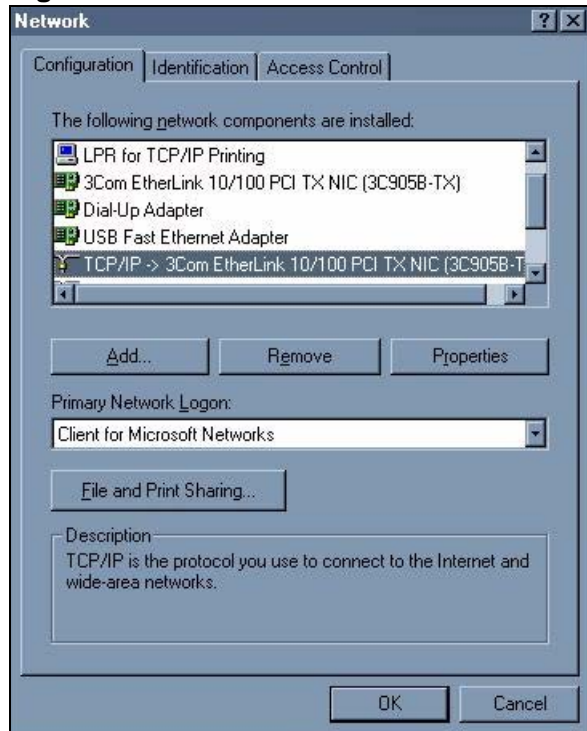 Network
Configuration Identification Access Control
The following network components are installed:
LPR for TCP/IP Printing
3Com EtherLink 10/100 PCI TX NIC (3C905B-TX)
Dial-Up Adapter
USB Fast Ethernet Adapter
TCP/IP -> 3Com EtherLink 10/100 PCI TX NIC (3C905B-T
Add... Remove Properties
Primary Network Logon:
Client for Microsoft Networks
File and Print Sharing...
Description
TCP/IP is the protocol you use to connect to the Internet and
wide-area networks.
OK Cancel